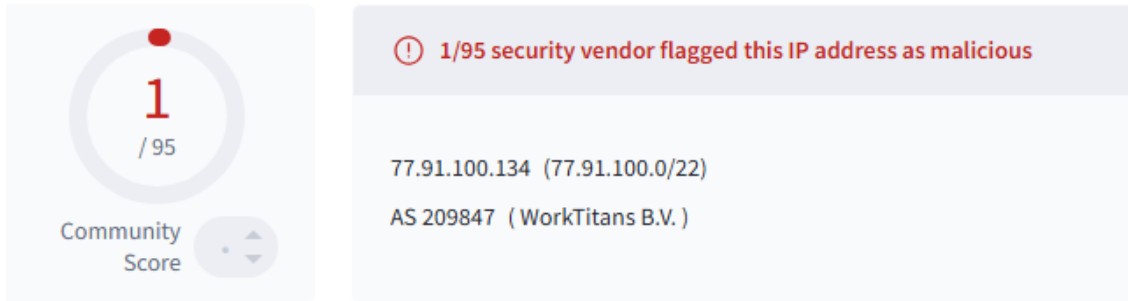 1
/ 95
Community
Score
1/95 security vendor flagged this IP address as malicious
77.91.100.134 (77.91.100.0/22)
AS 209847 ( WorkTitans B.V. )